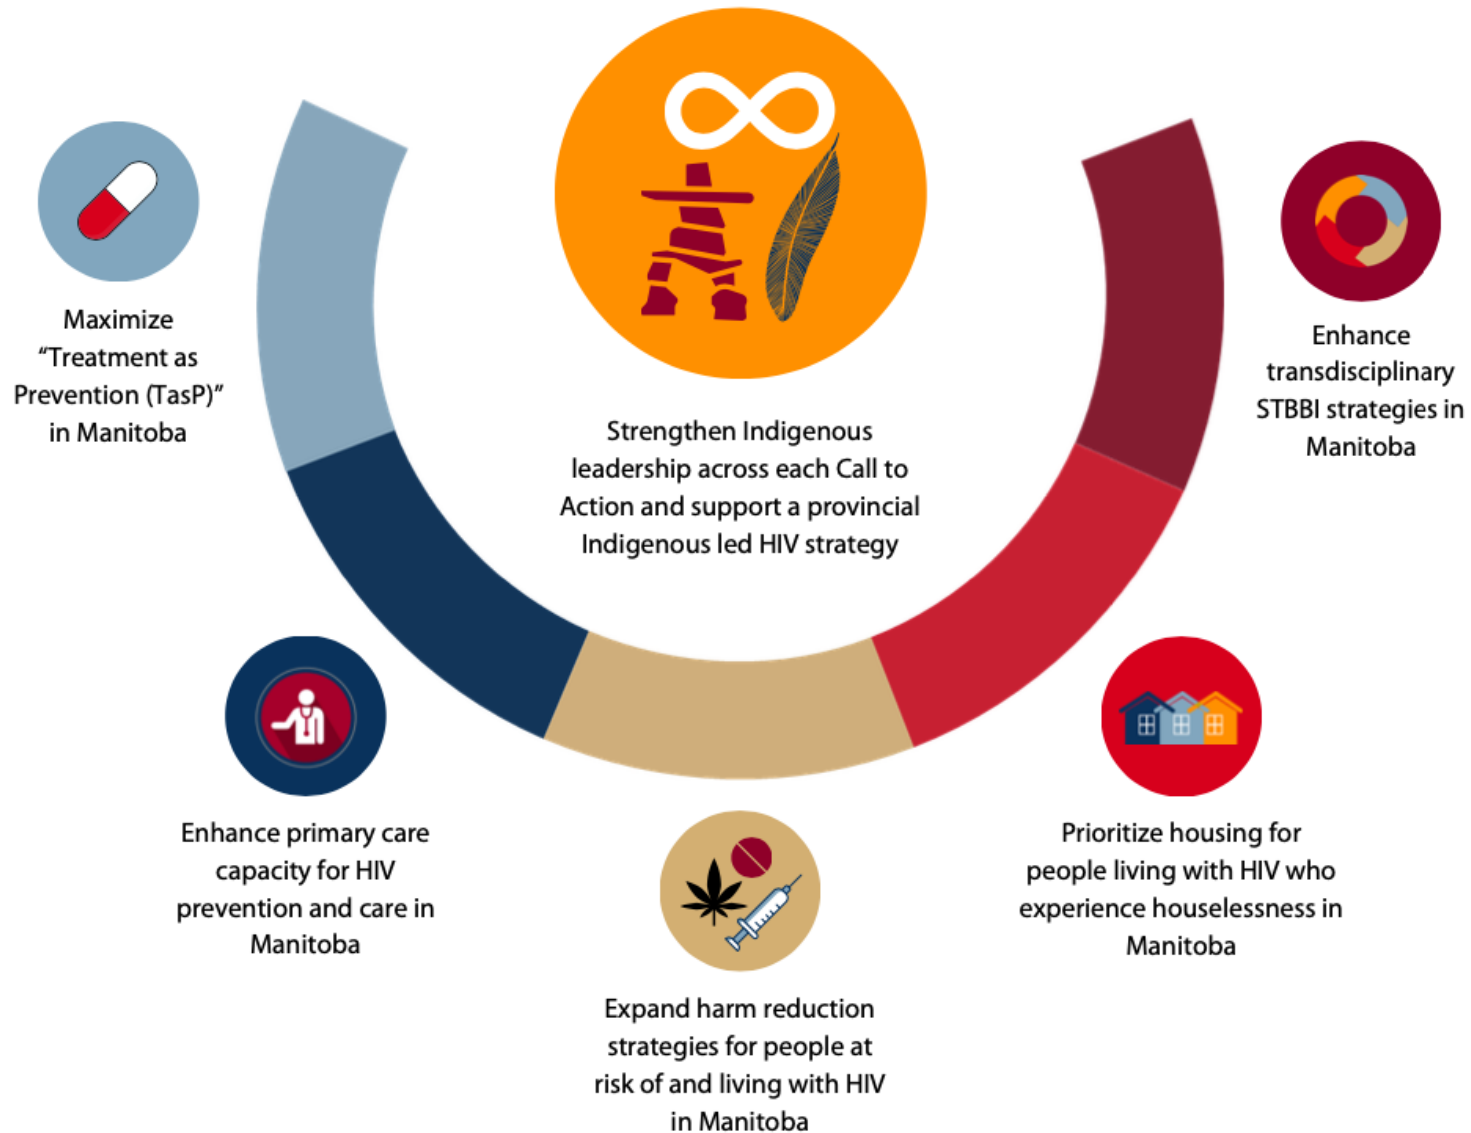 Maximize
“Treatment as
Prevention (TasP)”
in Manitoba
Strengthen Indigenous
leadership across each Call to
Action and support a provincial
Indigenous led HIV strategy
Enhance
transdisciplinary
STBBI strategies in
Manitoba
Enhance primary care
capacity for HIV
prevention and care in
Manitoba
Expand harm reduction
strategies for people at
risk of and living with HIV
in Manitoba
Prioritize housing for
people living with HIV who
experience houselessness in
Manitoba